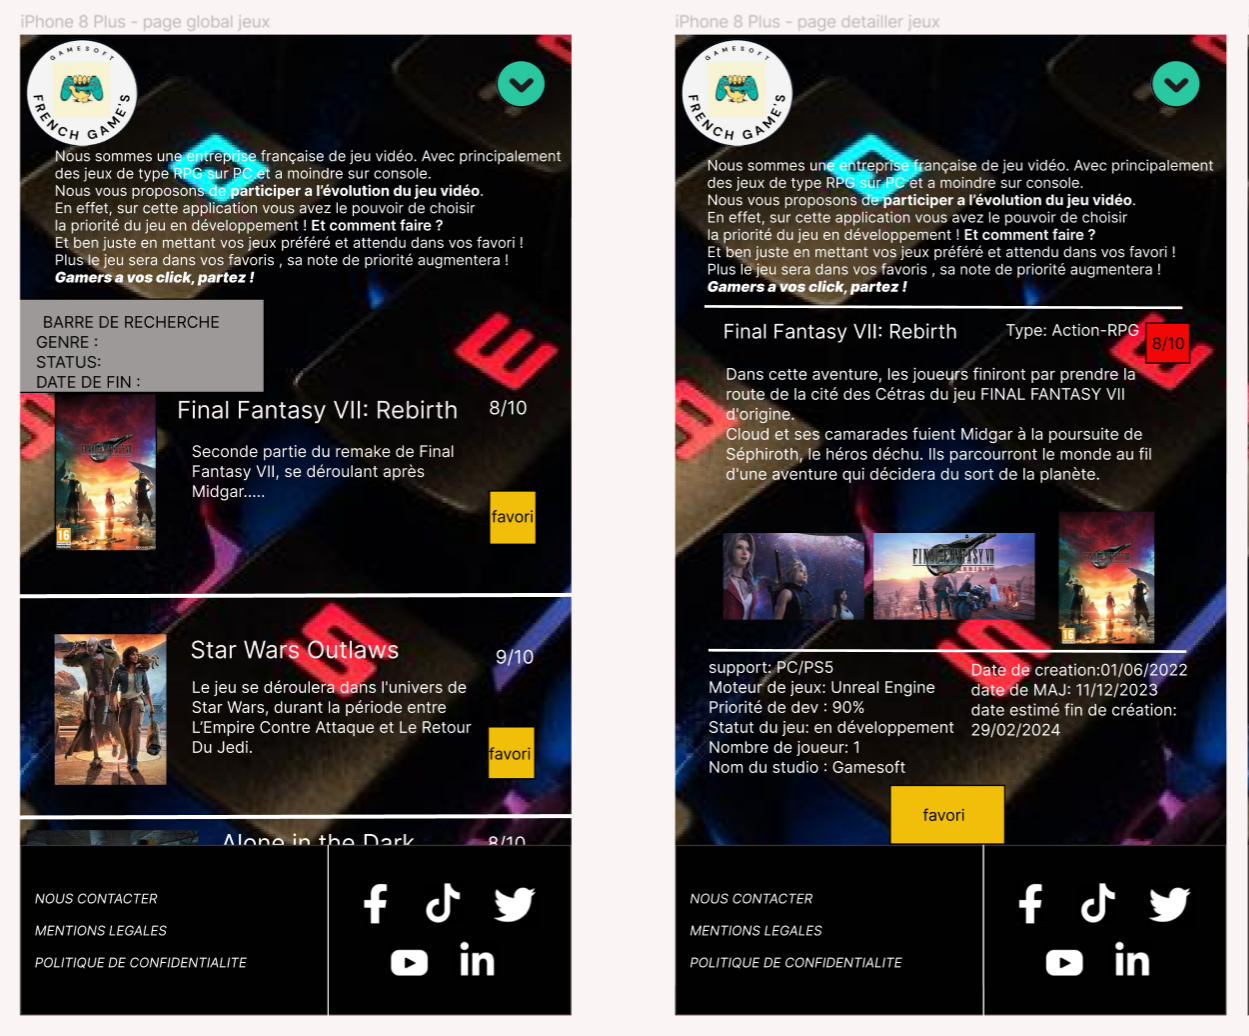 iPhone 8 Plus - page global jeux
GAMESOFT
FRENCH GAME'S
Nous sommes une entreprise française de jeu vidéo. Avec principalement
des jeux de type RPG sur PC et a moindre sur console.
Nous vous proposons de participer a l'évolution du jeu vidéo.
En effet, sur cette application vous avez le pouvoir de choisir
la priorité du jeu en développement ! Et comment faire ?
Et ben juste en mettant vos jeux préféré et attendu dans vos favori !
Plus le jeu sera dans vos favoris , sa note de priorité augmentera !
Gamers a vos click, partez !
BARRE DE RECHERCHE
GENRE :
STATUS:
DATE DE FIN :
Final Fantasy VII: Rebirth
8/10
Seconde partie du remake de Final
Fantasy VII, se déroulant après
Midgar.....
16
favori
Star Wars Outlaws
9/10
Le jeu se déroulera dans l'univers de
Star Wars, durant la période entre
L'Empire Contre Attaque et Le Retour
Du Jedi.
favori
Alone in the Dark
8/10
NOUS CONTACTER
MENTIONS LEGALES
POLITIQUE DE CONFIDENTIALITE
iPhone 8 Plus - page detailler jeux
GAMESOFT
FRENCH GAME'S
Nous sommes une entreprise française de jeu vidéo. Avec principalement
des jeux de type RPG sur PC et a moindre sur console.
Nous vous proposons de participer a l'évolution du jeu vidéo.
En effet, sur cette application vous avez le pouvoir de choisir
la priorité du jeu en développement ! Et comment faire ?
Et ben juste en mettant vos jeux préféré et attendu dans vos favori !
Plus le jeu sera dans vos favoris , sa note de priorité augmentera !
Gamers a vos click, partez !
Final Fantasy VII: Rebirth
Type: Action-RPG
8/10
Dans cette aventure, les joueurs finiront par prendre la
route de la cité des Cétras du jeu FINAL FANTASY VII
d'origine.
Cloud et ses camarades fuient Midgar à la poursuite de
Séphiroth, le héros déchu. Ils parcourront le monde au fil
d'une aventure qui décidera du sort de la planète.
FINAL FANTASY VII
REBIRTH
16
support: PC/PS5
Moteur de jeux: Unreal Engine
Priorité de dev : 90%
Statut du jeu: en développement
Nombre de joueur: 1
Nom du studio : Gamesoft
Date de creation:01/06/2022
date de MAJ: 11/12/2023
date estimé fin de création:
29/02/2024
favori
NOUS CONTACTER
MENTIONS LEGALES
POLITIQUE DE CONFIDENTIALITE